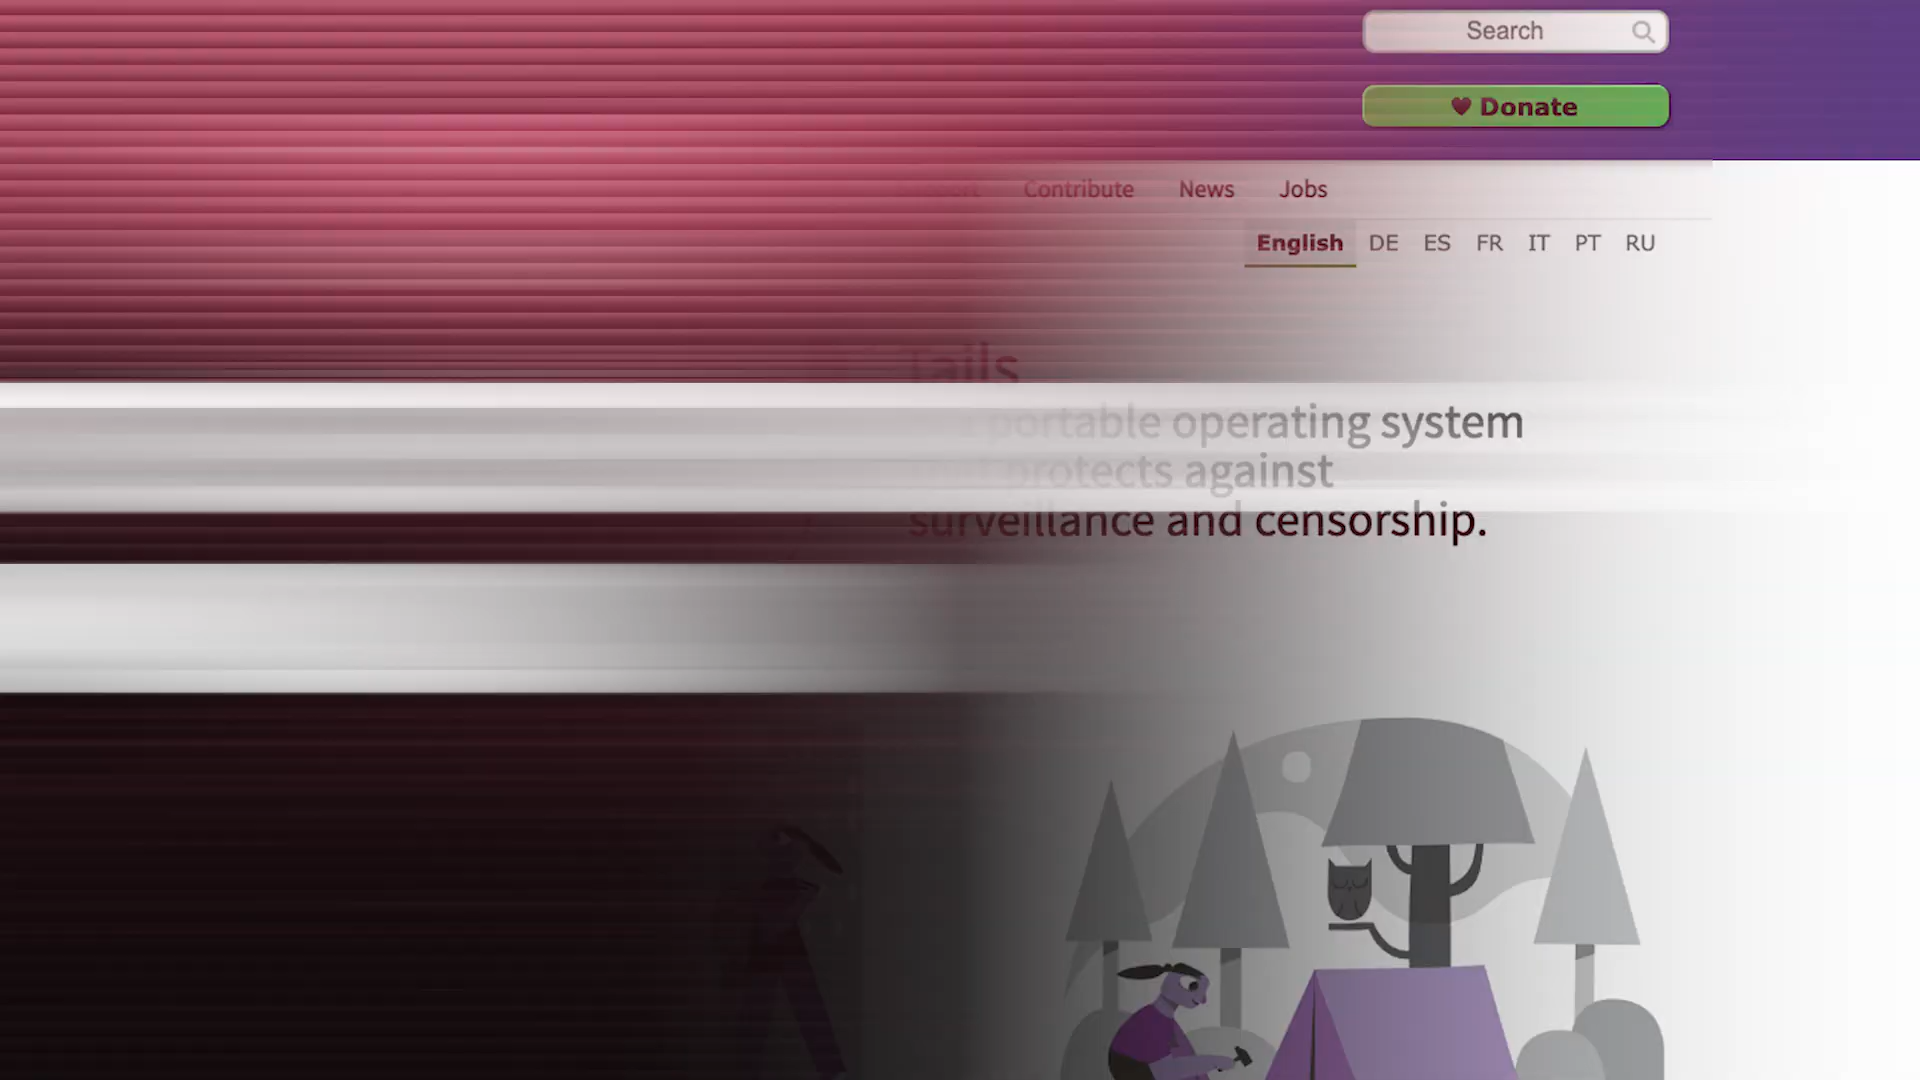 Search
Donate
Contribute News Jobs
English DE ES FR IT PT RU
Tails
portable operating system
protects against
surveillance and censorship.